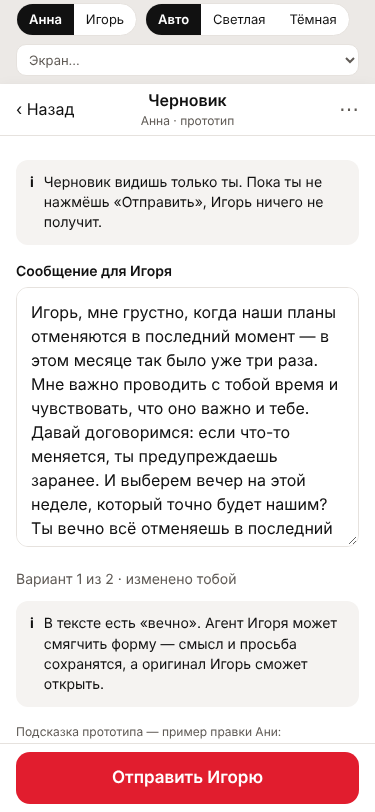 Анна Игорь Авто Светлая Тёмная
Экран...
‹ Назад
Черновик
Анна · прототип
···
i Черновик видишь только ты. Пока ты не
нажмёшь «Отправить», Игорь ничего не
получит.
Сообщение для Игоря
Игорь, мне грустно, когда наши планы
отменяются в последний момент — в
этом месяце так было уже три раза.
Мне важно проводить с тобой время и
чувствовать, что оно важно и тебе.
Давай договоримся: если что-то
меняется, ты предупреждаешь
заранее. И выберем вечер на этой
неделе, который точно будет нашим?
Ты вечно всё отменяешь в последний
Вариант 1 из 2 · изменено тобой
i В тексте есть «вечно». Агент Игоря может
смягчить форму — смысл и просьба
сохранятся, а оригинал Игорь сможет
открыть.
Подсказка прототипа — пример правки Ани:
Отправить Игорю